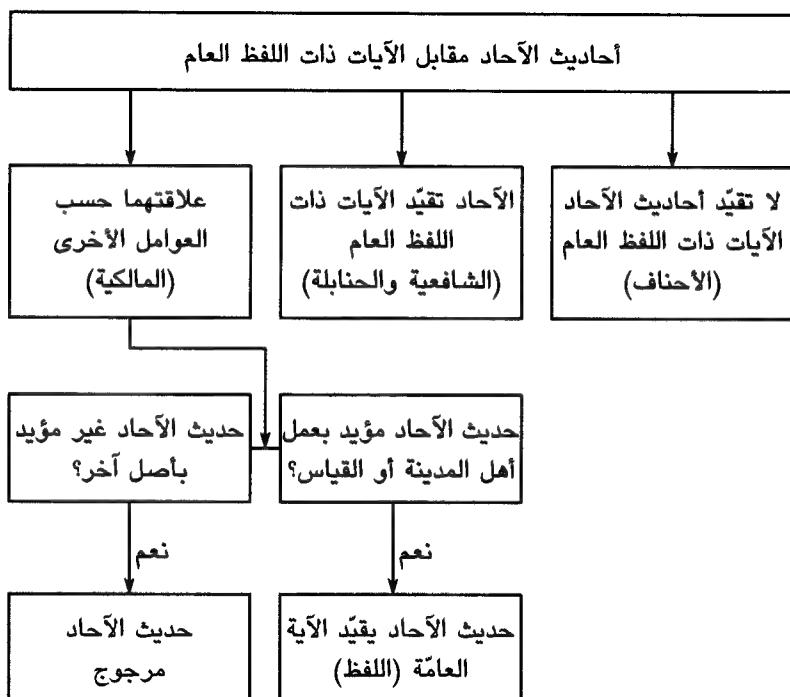 أحاديث الآحاد مقابل الآيات ذات اللفظ العام
لا تقيّد أحاديث الآحاد
الآيات ذات اللفظ العام
(الأحناف)
الآحاد تقيّد الآيات ذات
اللفظ العام
(الشافعية والحنابلة)
علاقتهما حسب
العوامل الأخرى
(المالكية)
حديث الآحاد مؤيد بعمل
أهل المدينة أو القياس؟
حديث الآحاد غير مؤيد
بأصل آخر؟
نعم
نعم
حديث الآحاد يقيّد الآية
العامّة (اللفظ)
حديث الآحاد
مرجوج